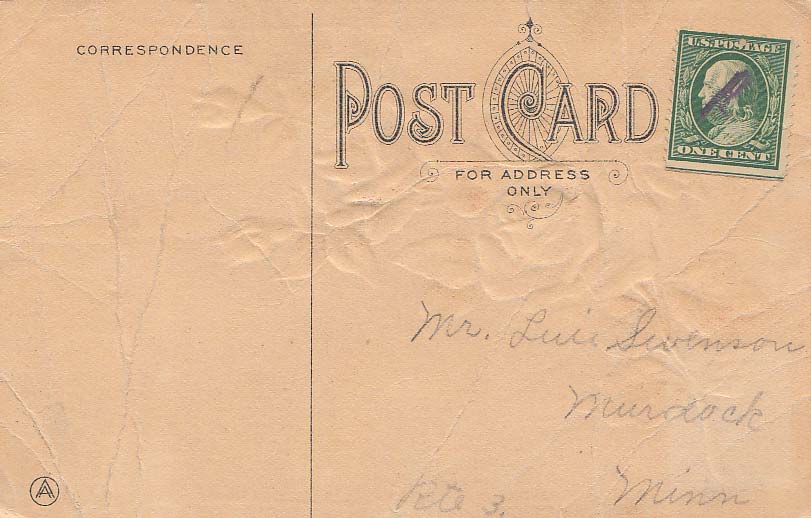 CORRESPONDENCE
POST CARD
FOR ADDRESS
ONLY
U.S. POSTAGE
ONE CENT
Mr. Luie Swenson
Murdock
Minn
Rte 3.